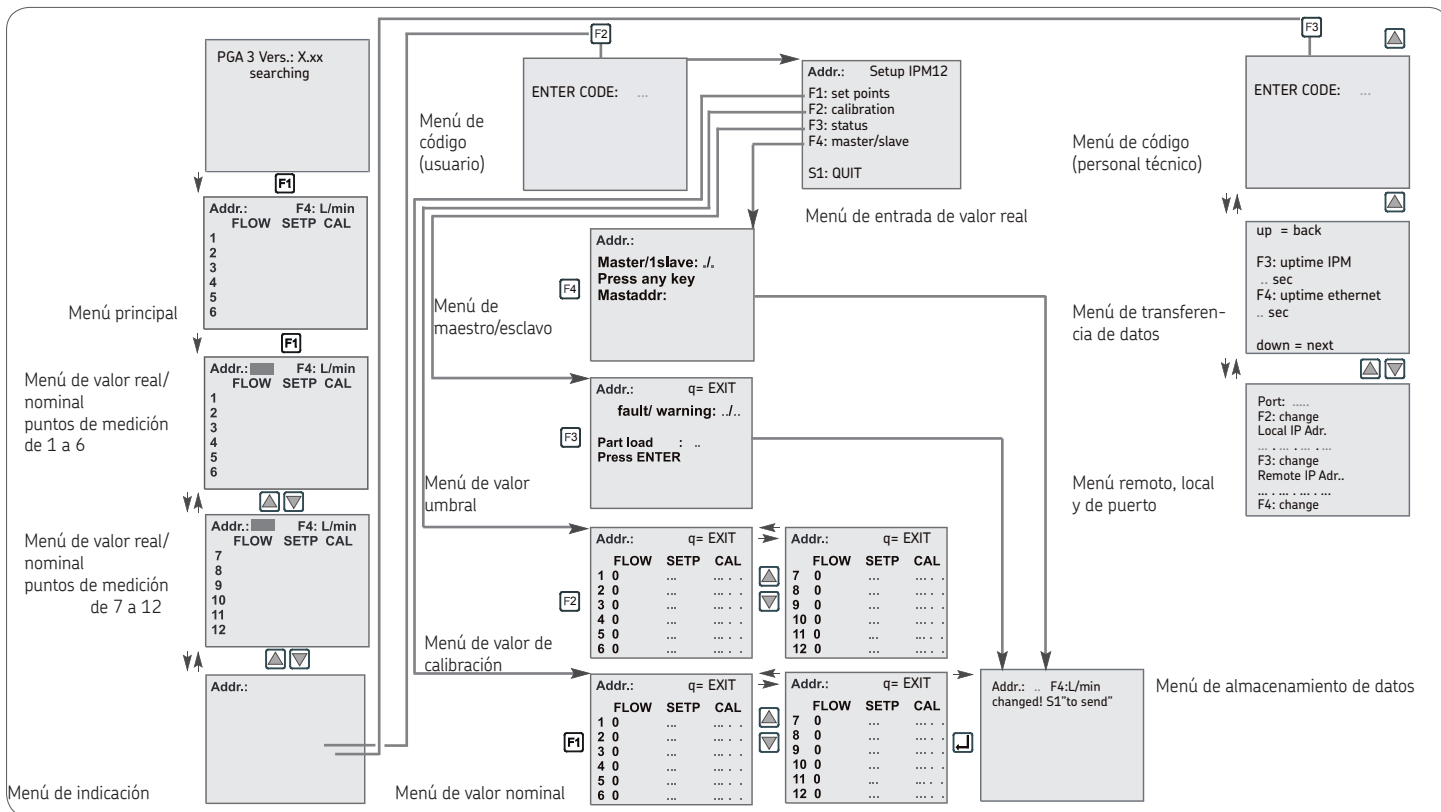 PGA 3 Vers.: X.xx
searching
F1
Addr.: F4: L/min
FLOW SETP CAL
1
2
3
4
5
6
Menú principal
F1
Addr.: F4: L/min
FLOW SETP CAL
1
2
3
4
5
6
Menú de valor real/
nominal
puntos de medición
de 1 a 6
Addr.: F4: L/min
FLOW SETP CAL
7
8
9
10
11
12
Menú de valor real/
nominal
puntos de medición
de 7 a 12
Addr.:
Menú de indicación
F2
ENTER CODE: ...
Menú de
código
(usuario)
Addr.: Setup IPM12
F1: set points
F2: calibration
F3: status
F4: master/slave
S1: QUIT
Menú de entrada de valor real
Addr.:
Master/1slave: ./.
Press any key
Mastaddr:
F4
Menú de
maestro/esclavo
Addr.: q= EXIT
fault/ warning: ../..
Part load : ..
Press ENTER
F3
Menú de valor
umbral
Addr.: q= EXIT
FLOW SETP CAL
1 0 ... ... . .
2 0 ... ... . .
3 0 ... ... . .
4 0 ... ... . .
5 0 ... ... . .
6 0 ... ... . .
F2
Addr.: q= EXIT
FLOW SETP CAL
7 0 ... ... . .
8 0 ... ... . .
9 0 ... ... . .
10 0 ... ... . .
11 0 ... ... . .
12 0 ... ... . .
Menú de valor de
calibración
Addr.: q= EXIT
FLOW SETP CAL
1 0 ... ... . .
2 0 ... ... . .
3 0 ... ... . .
4 0 ... ... . .
5 0 ... ... . .
6 0 ... ... . .
F1
Addr.: q= EXIT
FLOW SETP CAL
7 0 ... ... . .
8 0 ... ... . .
9 0 ... ... . .
10 0 ... ... . .
11 0 ... ... . .
12 0 ... ... . .
Menú de valor nominal
Addr.: .. F4:L/min
changed! S1"to send"
Menú de almacenamiento de datos
F3
ENTER CODE: ...
Menú de código
(personal técnico)
up = back
F3: uptime IPM
.. sec
F4: uptime ethernet
.. sec
down = next
Menú de transferen-
cia de datos
Port: .....
F2: change
Local IP Adr.
... . ... . ... . ...
F3: change
Remote IP Adr..
... . ... . ... . ...
F4: change
Menú remoto, local
y de puerto